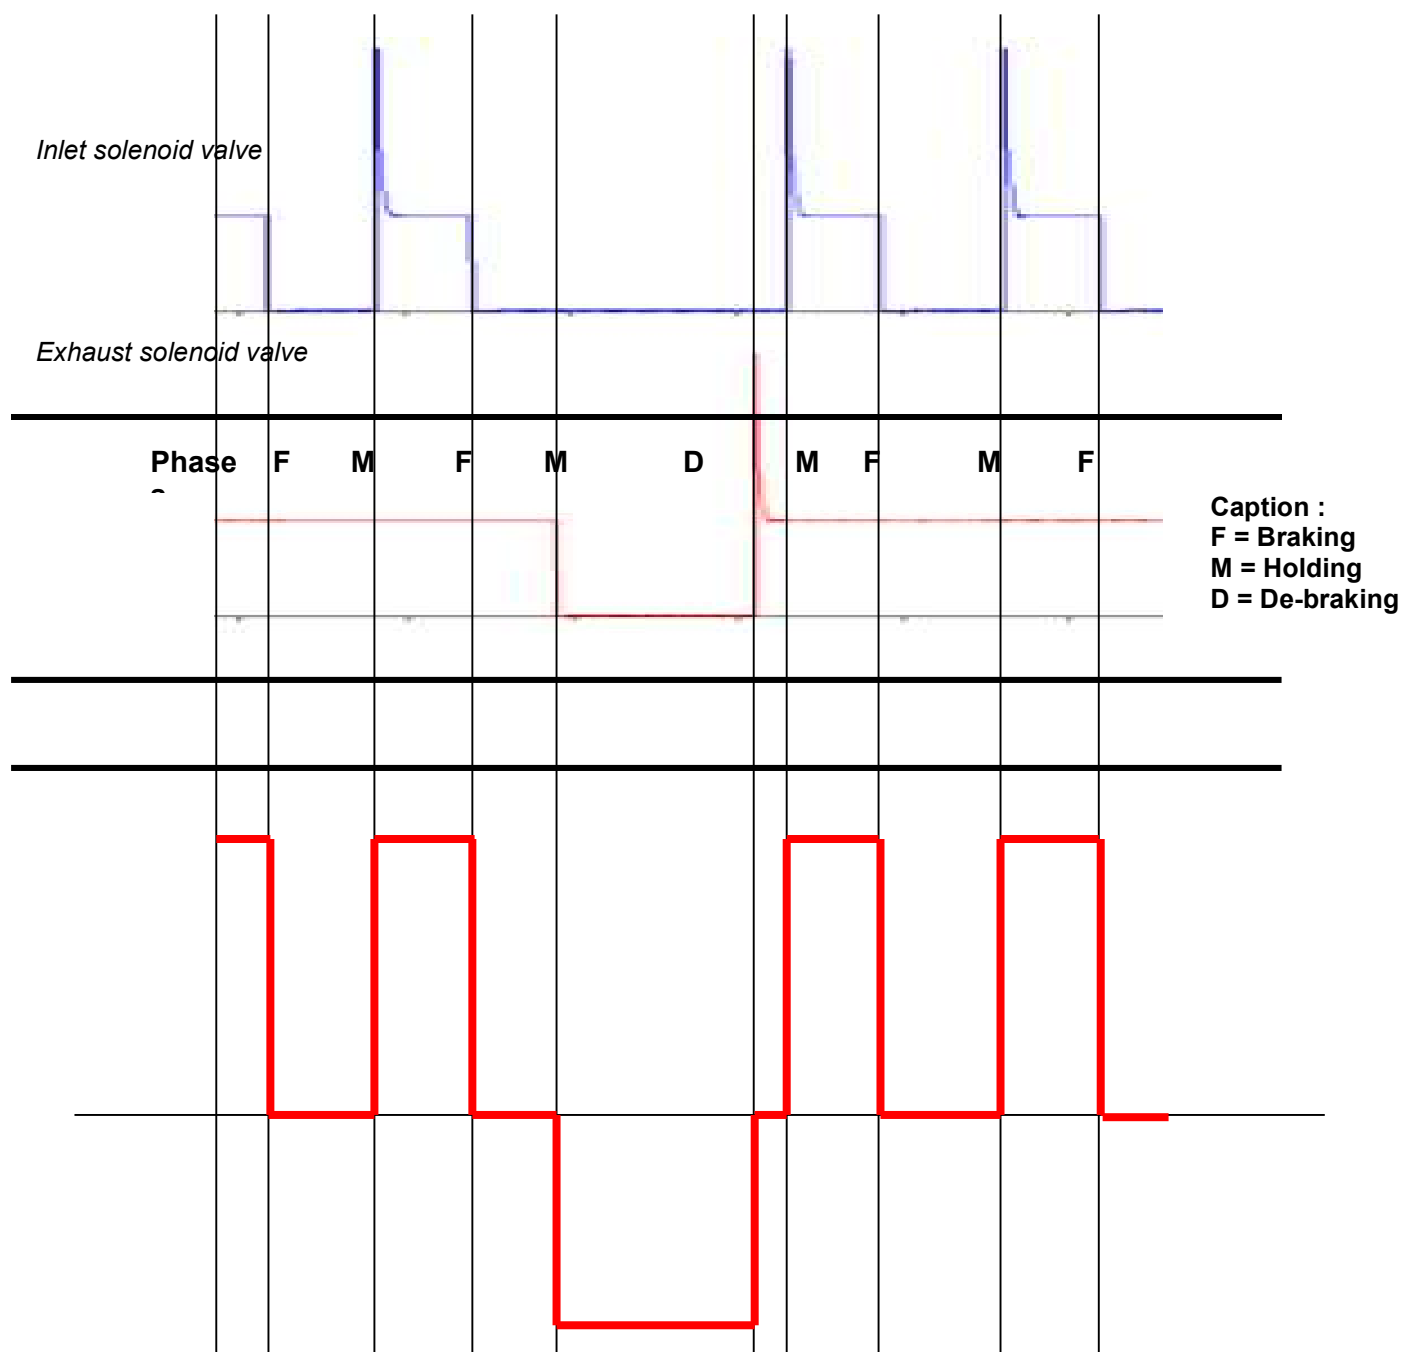 Inlet solenoid valve
Exhaust solenoid valve
Phase F M F M D M F M F
Caption :
F = Braking
M = Holding
D = De-braking